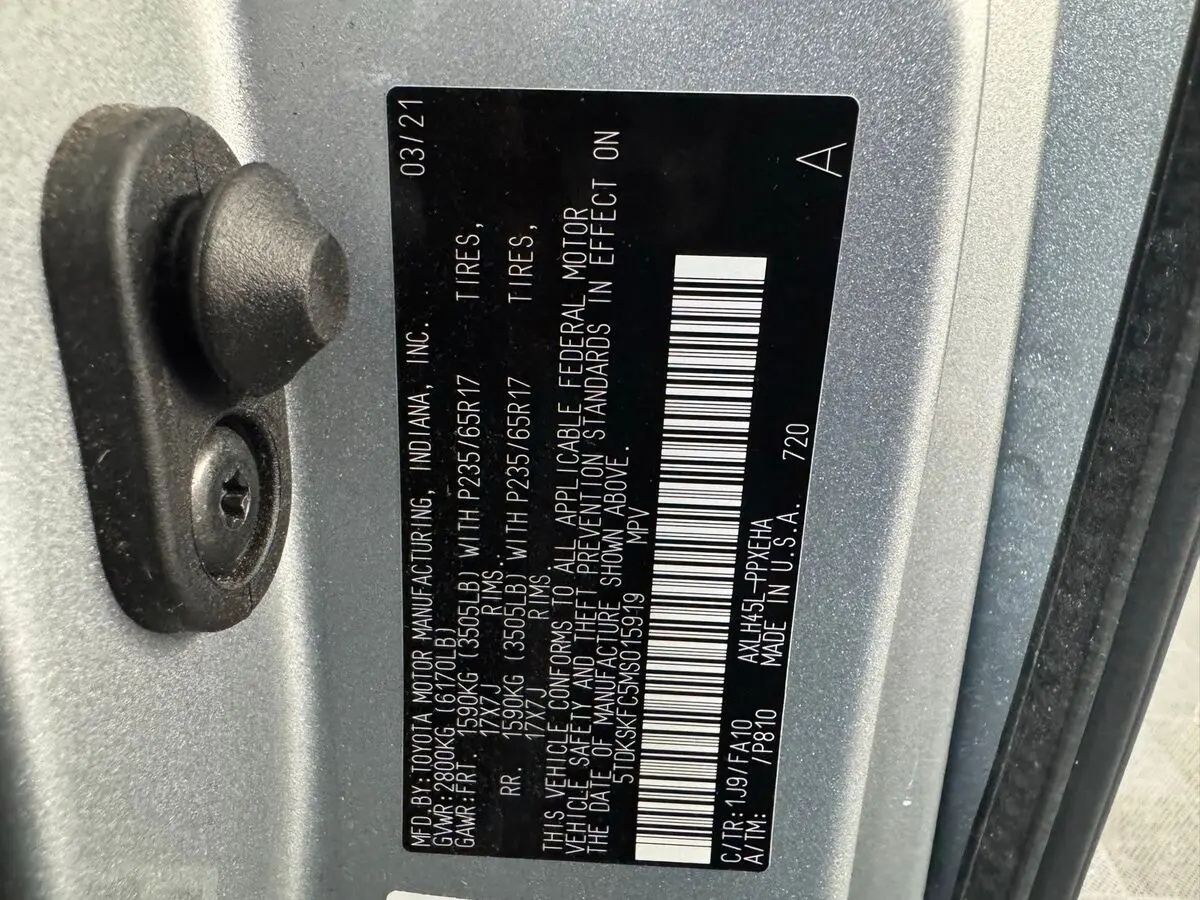 03/21
MFD.BY:TOYOTA MOTOR MANUFACTURING, INDIANA, INC.
GVWR:2800KG (6170LB)
GAWR:FRT. 1590KG (3505LB) WITH P235/65R17 TIRES,
17X7J RIMS.
RR. 1590KG (3505LB) WITH P235/65R17 TIRES,
17X7J RIMS
THIS VEHICLE CONFORMS TO ALL APPLICABLE FEDERAL MOTOR
VEHICLE SAFETY AND THEFT PREVENTION STANDARDS IN EFFECT ON
THE DATE OF MANUFACTURE SHOWN ABOVE.
5TDKSKFC5MS015919 MPV
C/TR:1J9/FA10 AXLH45L-PPXEHA
A/TM: /P810 MADE IN U.S.A. 720
A